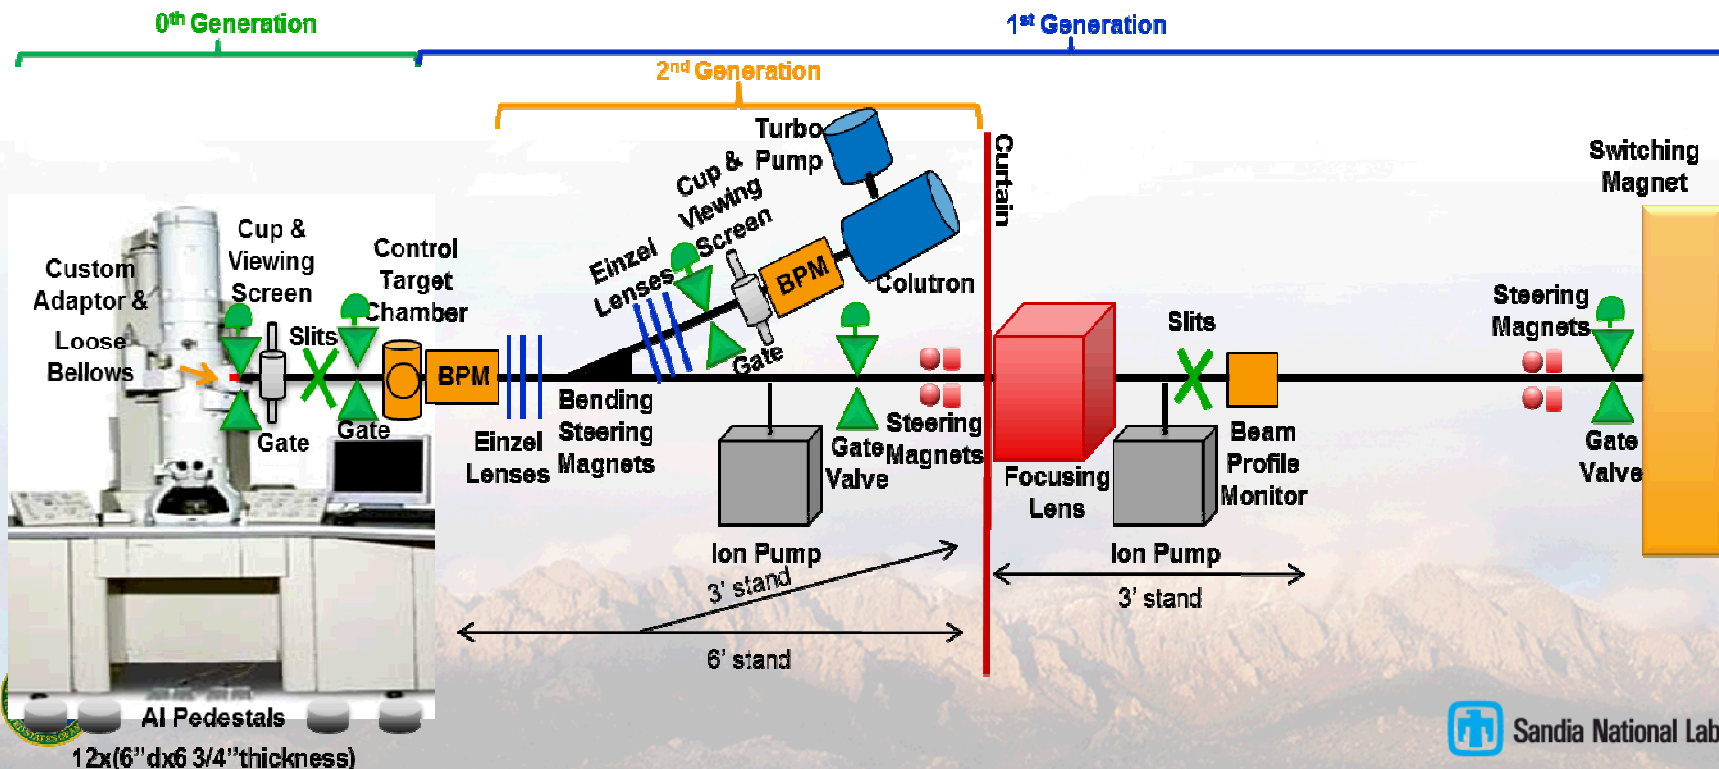 0th Generation
1st Generation
2nd Generation
Turbo
Pump
Cup &
Viewing
Screen
Curtain
Switching
Magnet
Custom
Adaptor &
Loose
Bellows
Cup &
Viewing
Screen
Slits
Control
Target
Chamber
Einzel
Lenses
BPM
Colutron
Gate
Gate
Gate
BPM
Einzel
Lenses
Bending
Steering
Magnets
Gate
Valve
Steering
Magnets
Focusing
Lens
Slits
Beam
Profile
Monitor
Steering
Magnets
Gate
Valve
Ion Pump
Ion Pump
3' stand
6' stand
3' stand
Al Pedestals
12x(6"dx6 3/4"thickness)
Sandia National Lab